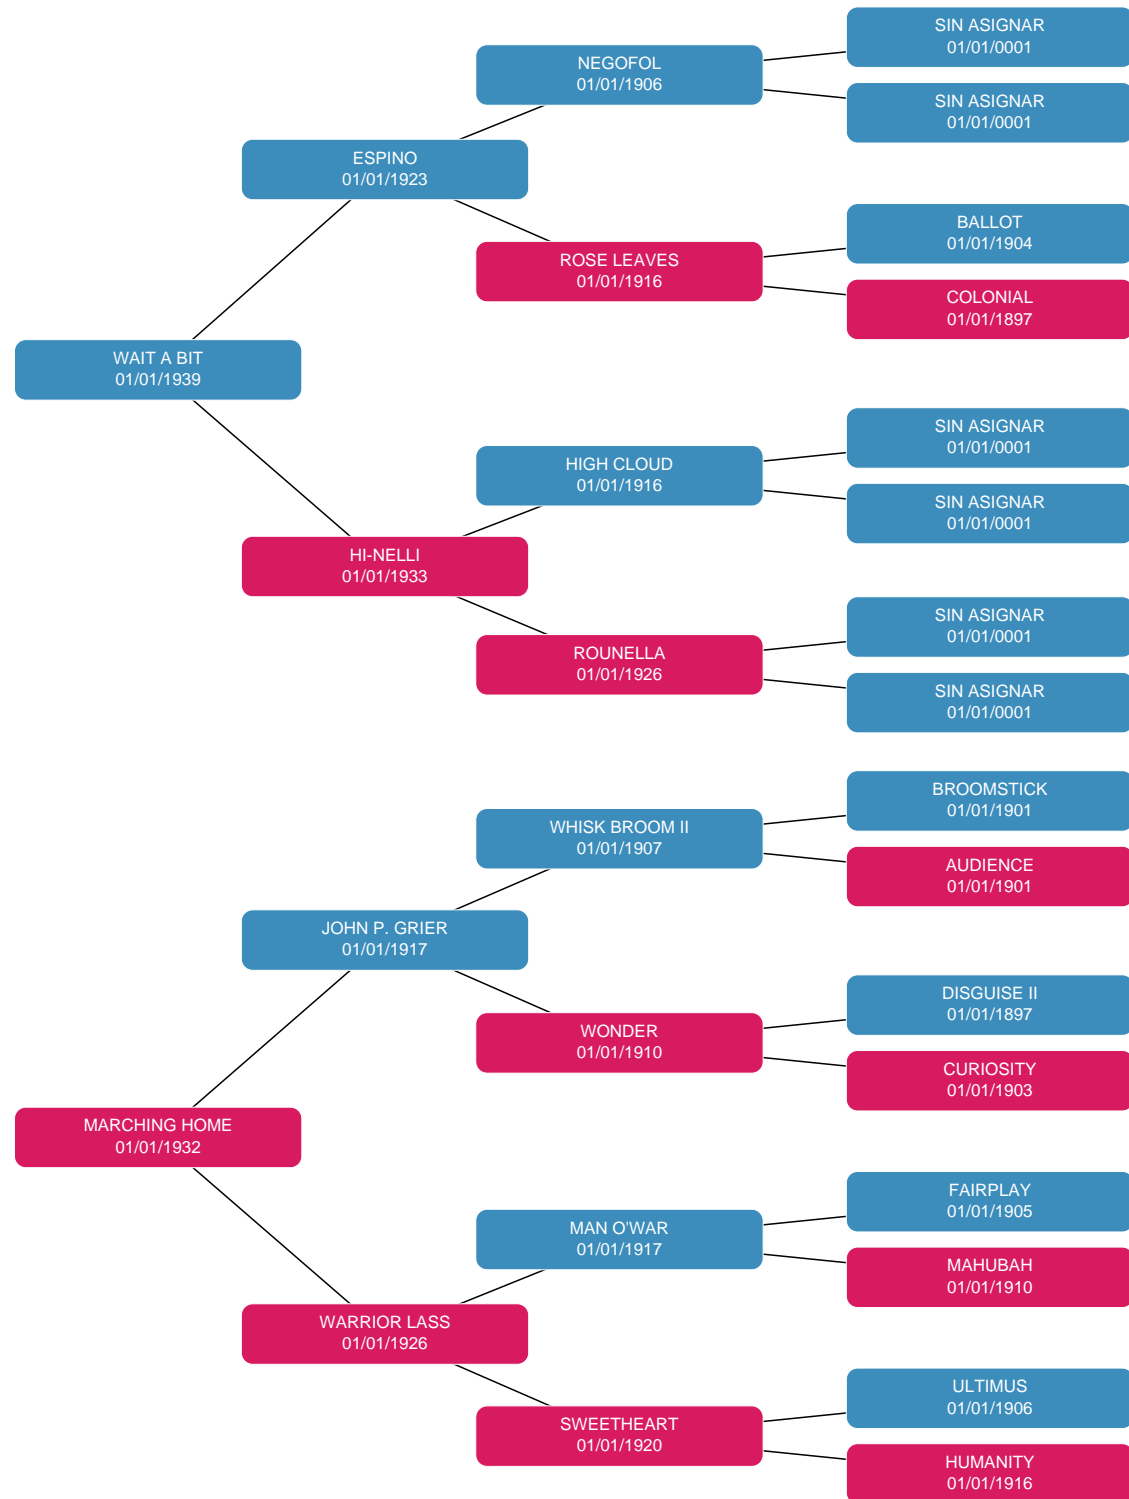 SIN ASIGNAR
01/01/0001
NEGOFOL
01/01/1906
SIN ASIGNAR
01/01/0001
ESPINO
01/01/1923
BALLOT
01/01/1904
ROSE LEAVES
01/01/1916
COLONIAL
01/01/1897
WAIT A BIT
01/01/1939
SIN ASIGNAR
01/01/0001
HIGH CLOUD
01/01/1916
SIN ASIGNAR
01/01/0001
HI-NELLI
01/01/1933
SIN ASIGNAR
01/01/0001
ROUNELLA
01/01/1926
SIN ASIGNAR
01/01/0001
BROOMSTICK
01/01/1901
WHISK BROOM II
01/01/1907
AUDIENCE
01/01/1901
JOHN P. GRIER
01/01/1917
DISGUISE II
01/01/1897
WONDER
01/01/1910
CURIOSITY
01/01/1903
MARCHING HOME
01/01/1932
FAIRPLAY
01/01/1905
MAN O'WAR
01/01/1917
MAHUBAH
01/01/1910
WARRIOR LASS
01/01/1926
ULTIMUS
01/01/1906
SWEETHEART
01/01/1920
HUMANITY
01/01/1916